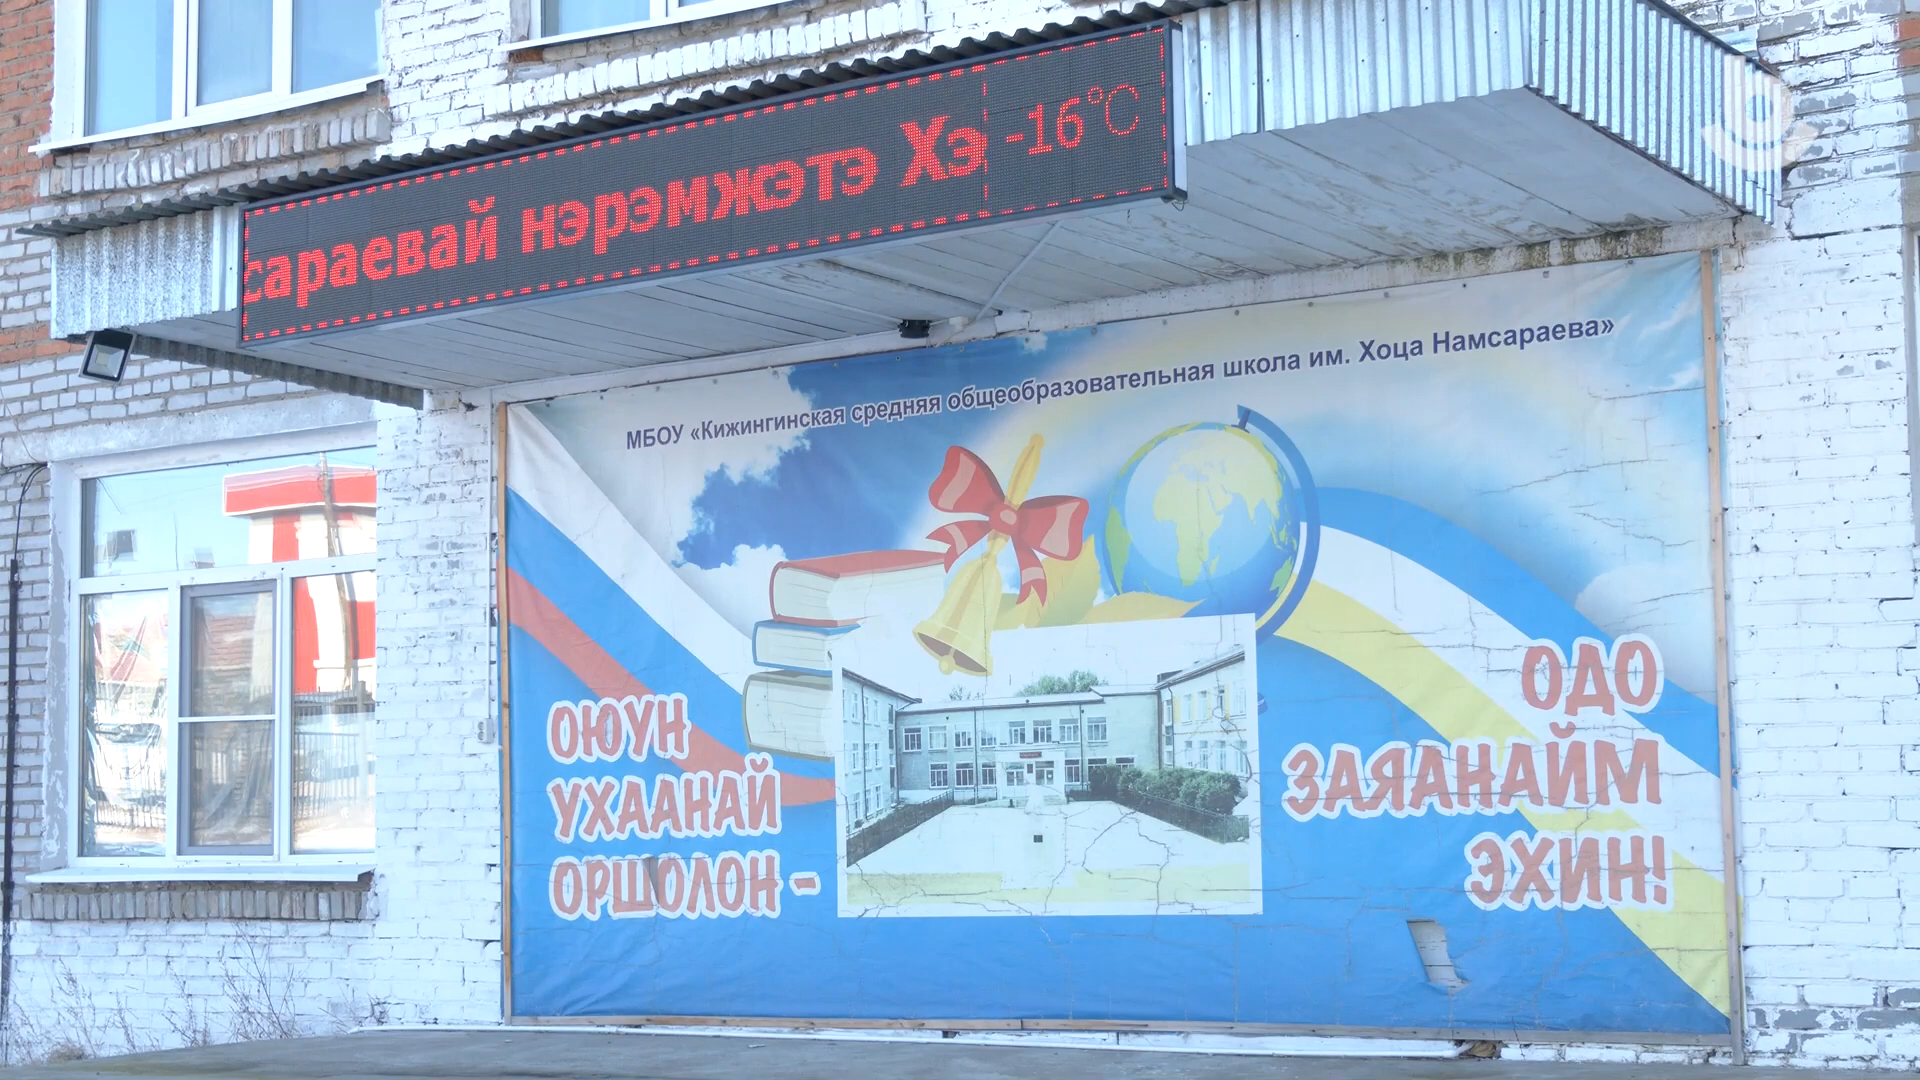 сараевай нэрэмжэтэ Хэ -16°C
МБОУ «Кижингинская средняя общеобразовательная школа им. Хоца Намсараева»
ОЮУН
УХААНАЙ
ОРШОЛОН -
ОДО
ЗАЯАНАЙМ
ЭХИН!